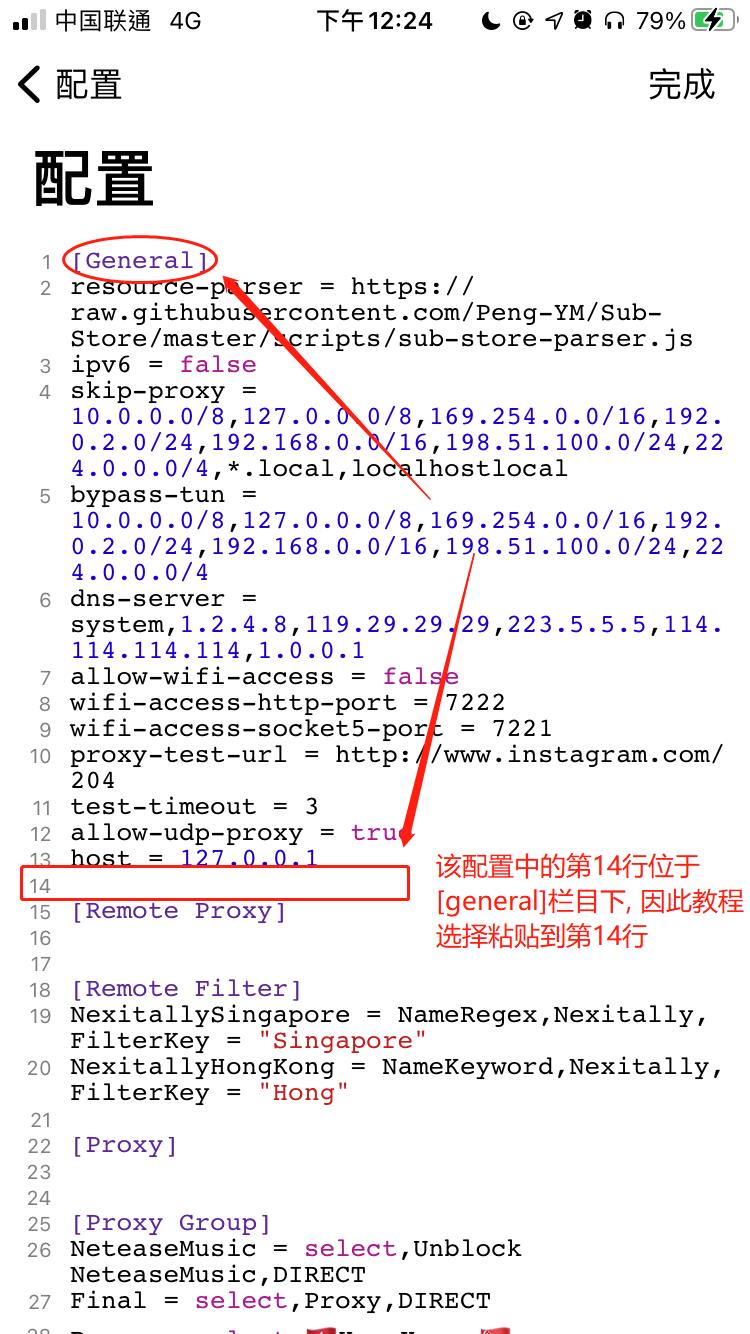 中国联通 4G 下午12:24 79%
配置 完成
配置
1 [General]
2 resource-parser = https://
raw.githubusercontent.com/Peng-YM/Sub-
Store/master/scripts/sub-store-parser.js
3 ipv6 = false
4 skip-proxy =
10.0.0.0/8,127.0.0.0/8,169.254.0.0/16,192.
0.2.0/24,192.168.0.0/16,198.51.100.0/24,22
4.0.0.0/4,*.local,localhostlocal
5 bypass-tun =
10.0.0.0/8,127.0.0.0/8,169.254.0.0/16,192.
0.2.0/24,192.168.0.0/16,198.51.100.0/24,22
4.0.0.0/4
6 dns-server =
system,1.2.4.8,119.29.29.29,223.5.5.5,114.
114.114.114,1.0.0.1
7 allow-wifi-access = false
8 wifi-access-http-port = 7222
9 wifi-access-socket5-port = 7221
10 proxy-test-url = http://www.instagram.com/
204
11 test-timeout = 3
12 allow-udp-proxy = true
13 host = 127.0.0.1
14
该配置中的第14行位于
[general]栏目下, 因此教程
选择粘贴到第14行
15 [Remote Proxy]
16
17
18 [Remote Filter]
19 NexitallySingapore = NameRegex,Nexitally,
FilterKey = "Singapore"
20 NexitallyHongKong = NameKeyword,Nexitally,
FilterKey = "Hong"
21
22 [Proxy]
23
24
25 [Proxy Group]
26 NeteaseMusic = select,Unblock
NeteaseMusic,DIRECT
27 Final = select,Proxy,DIRECT